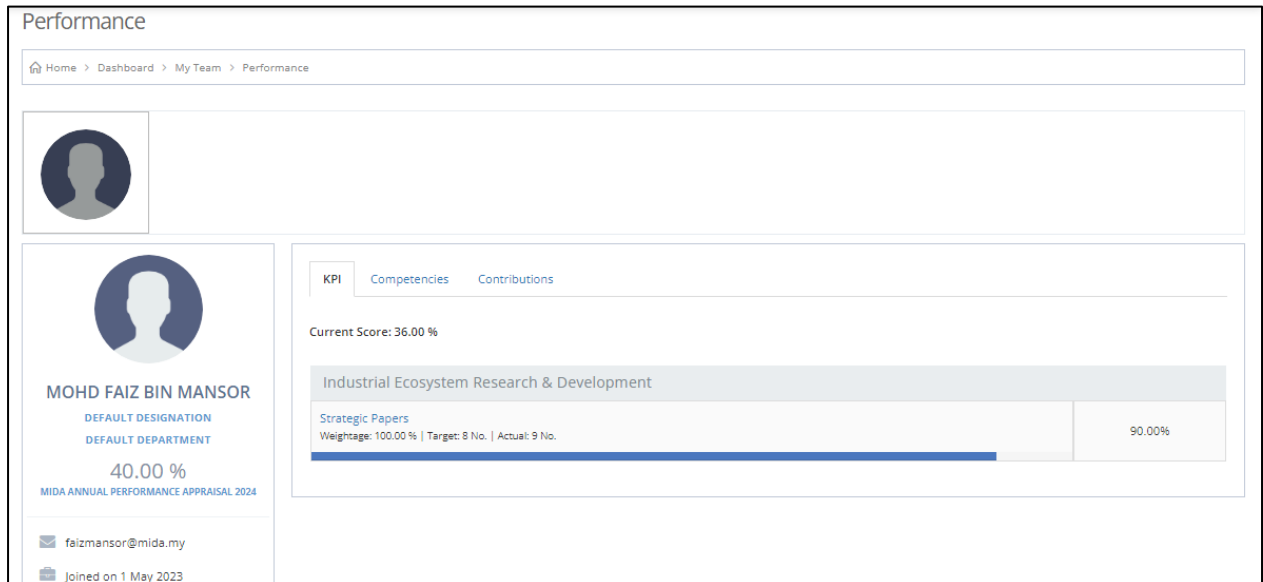 Performance
Home > Dashboard > My Team > Performance
MOHD FAIZ BIN MANSOR
DEFAULT DESIGNATION
DEFAULT DEPARTMENT
40.00 %
MIDA ANNUAL PERFORMANCE APPRAISAL 2024
faizmansor@mida.my
Joined on 1 May 2023
KPI Competencies Contributions
Current Score: 36.00 %
Industrial Ecosystem Research & Development
Strategic Papers
Weightage: 100.00 % | Target: 8 No. | Actual: 9 No.
90.00%